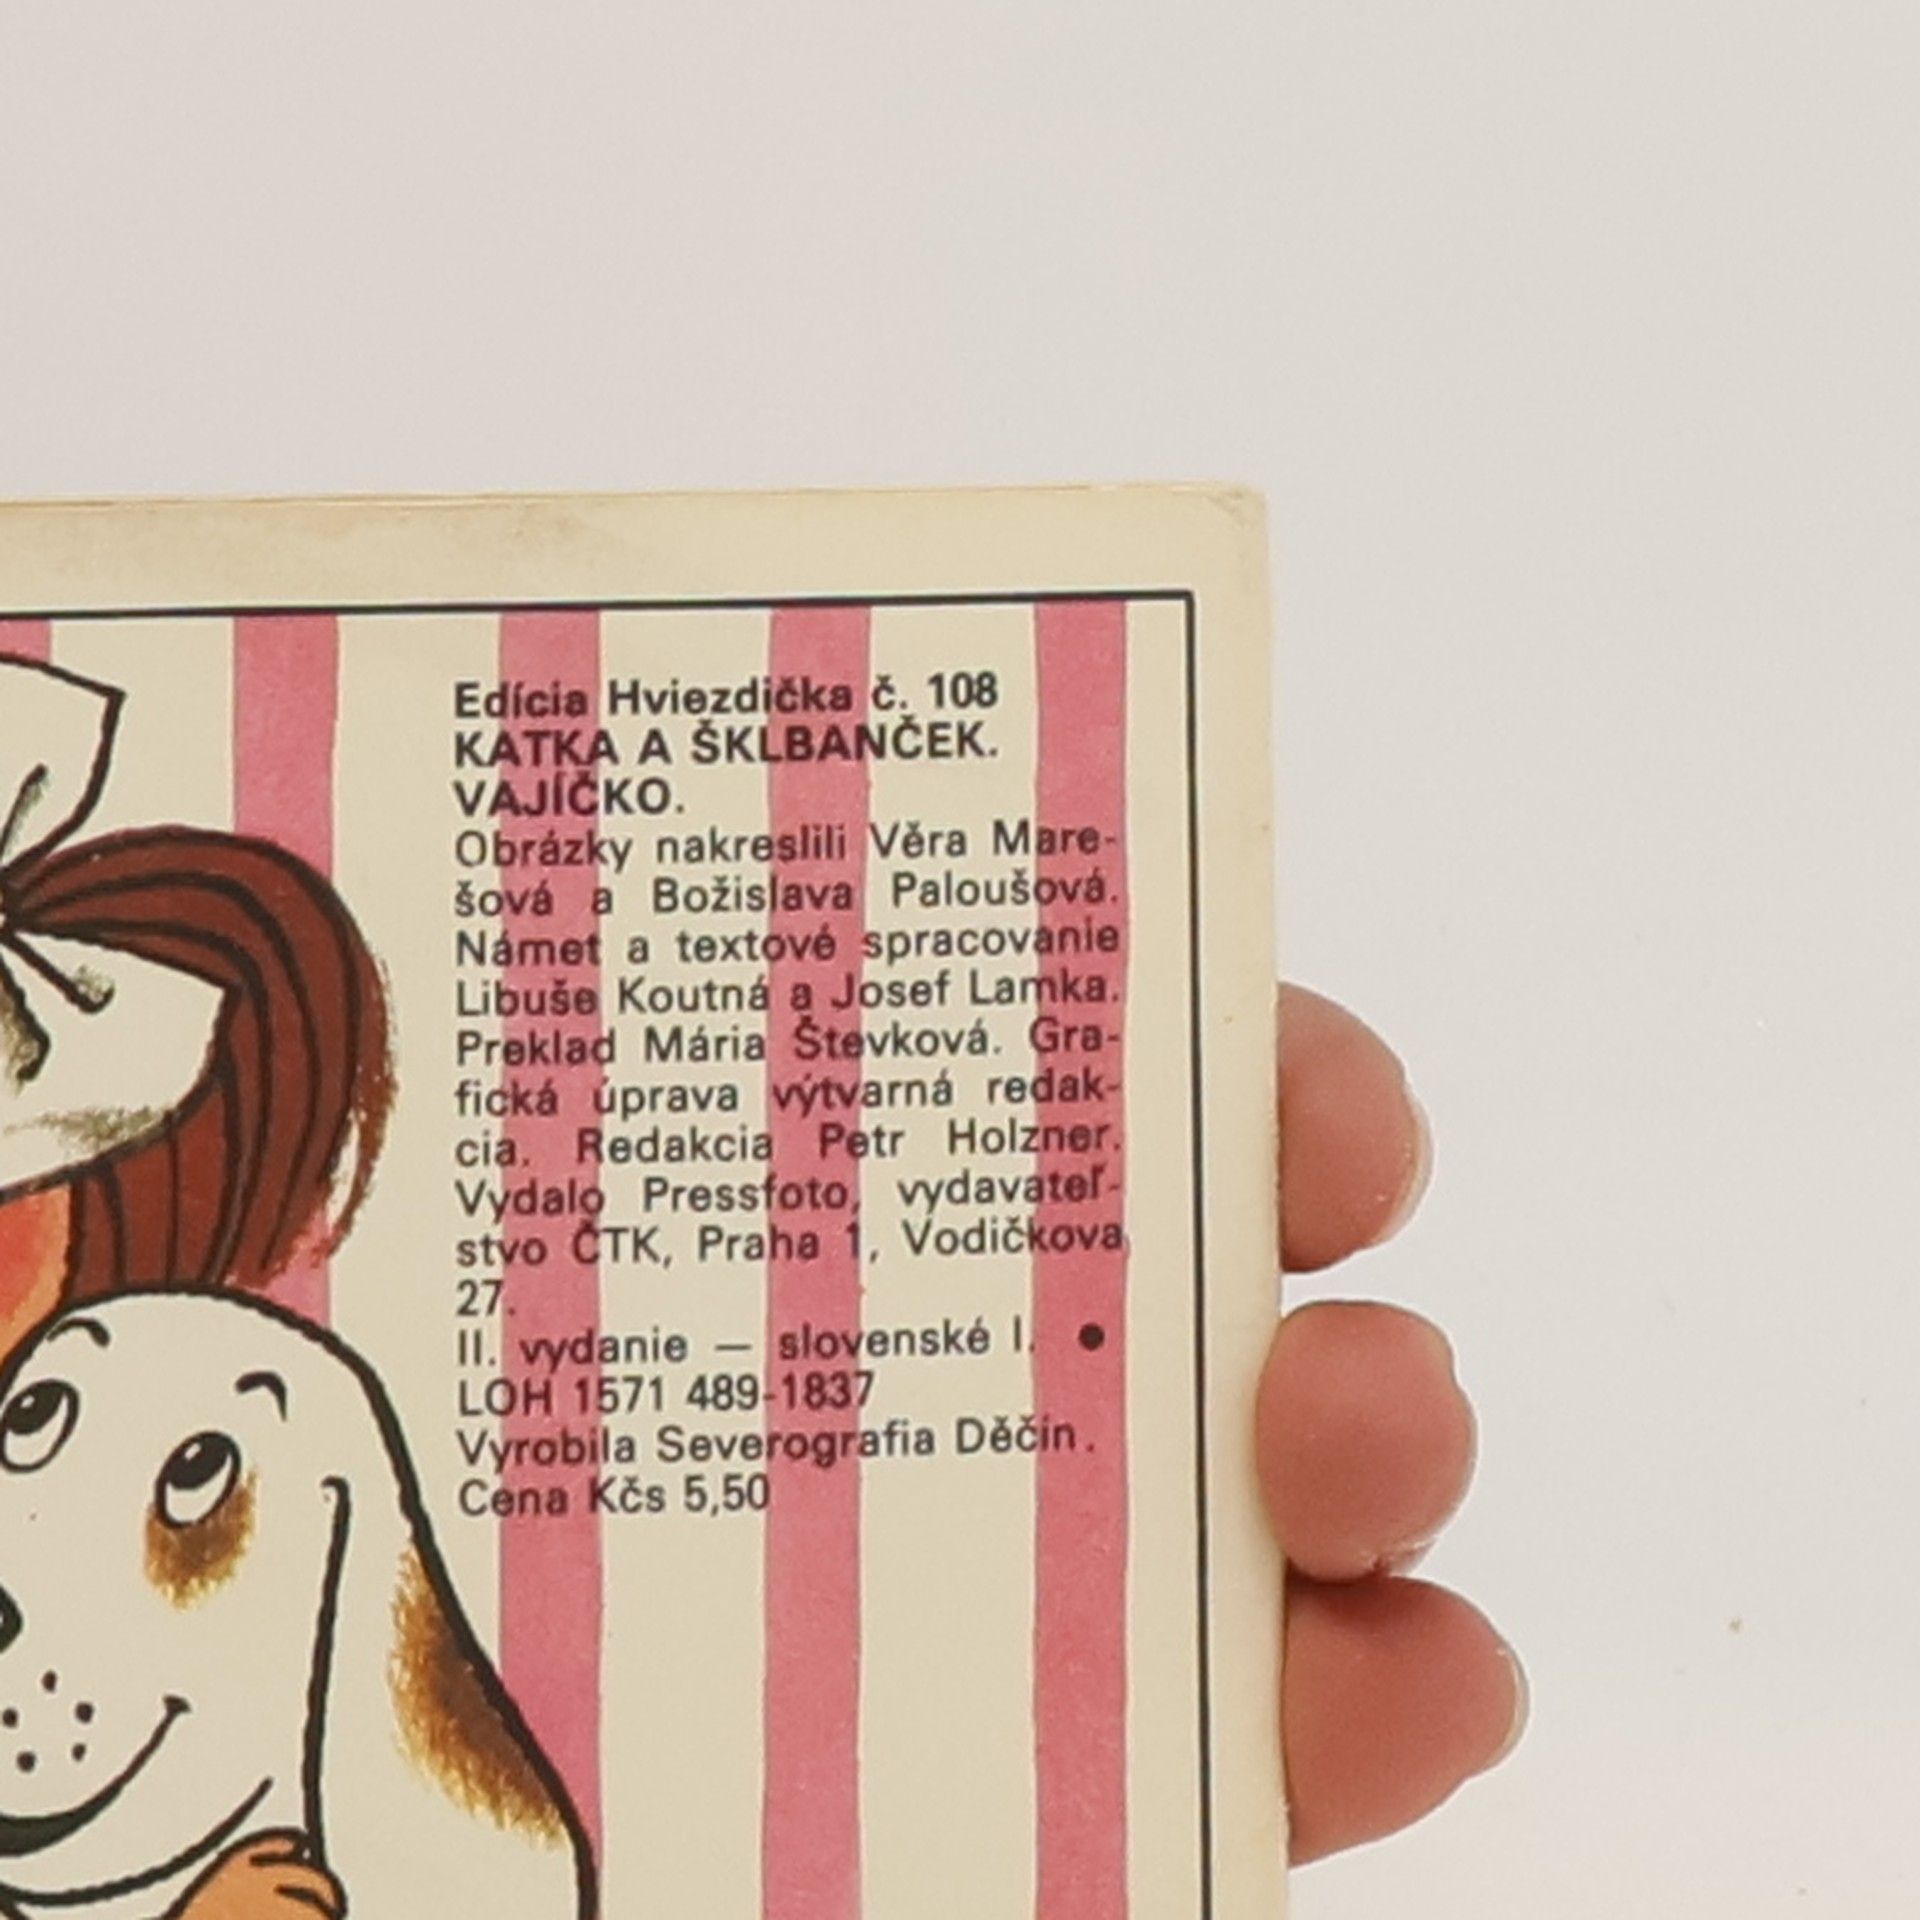 Edícia Hviezdička č. 108
KATKA A ŠKLBANČEK.
VAJÍČKO.
Obrázky nakreslili Věra Mare-
šová a Božislava Paloušová.
Námet a textové spracovanie
Libuše Koutná a Josef Lamka.
Preklad Mária Števková. Gra-
fická úprava výtvarná redak-
cia. Redakcia Petr Holzner.
Vydalo Pressfoto, vydavateľ-
stvo ČTK, Praha 1, Vodičkova
27.
II. vydanie — slovenské I. ●
LOH 1571 489-1837
Vyrobila Severografia Děčín.
Cena Kčs 5,50